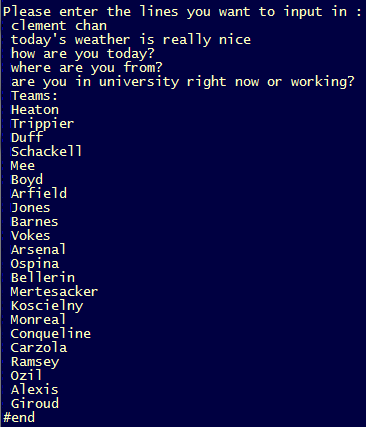 Please enter the lines you want to input in :
clement chan
today's weather is really nice
how are you today?
where are you from?
are you in university right now or working?
Teams:
Heaton
Trippier
Duff
Schackell
Mee
Boyd
Arfield
Jones
Barnes
Vokes
Arsenal
Ospina
Bellerin
Mertesacker
Koscielny
Monreal
Conqueline
Carzola
Ramsey
Ozil
Alexis
Giroud
#end